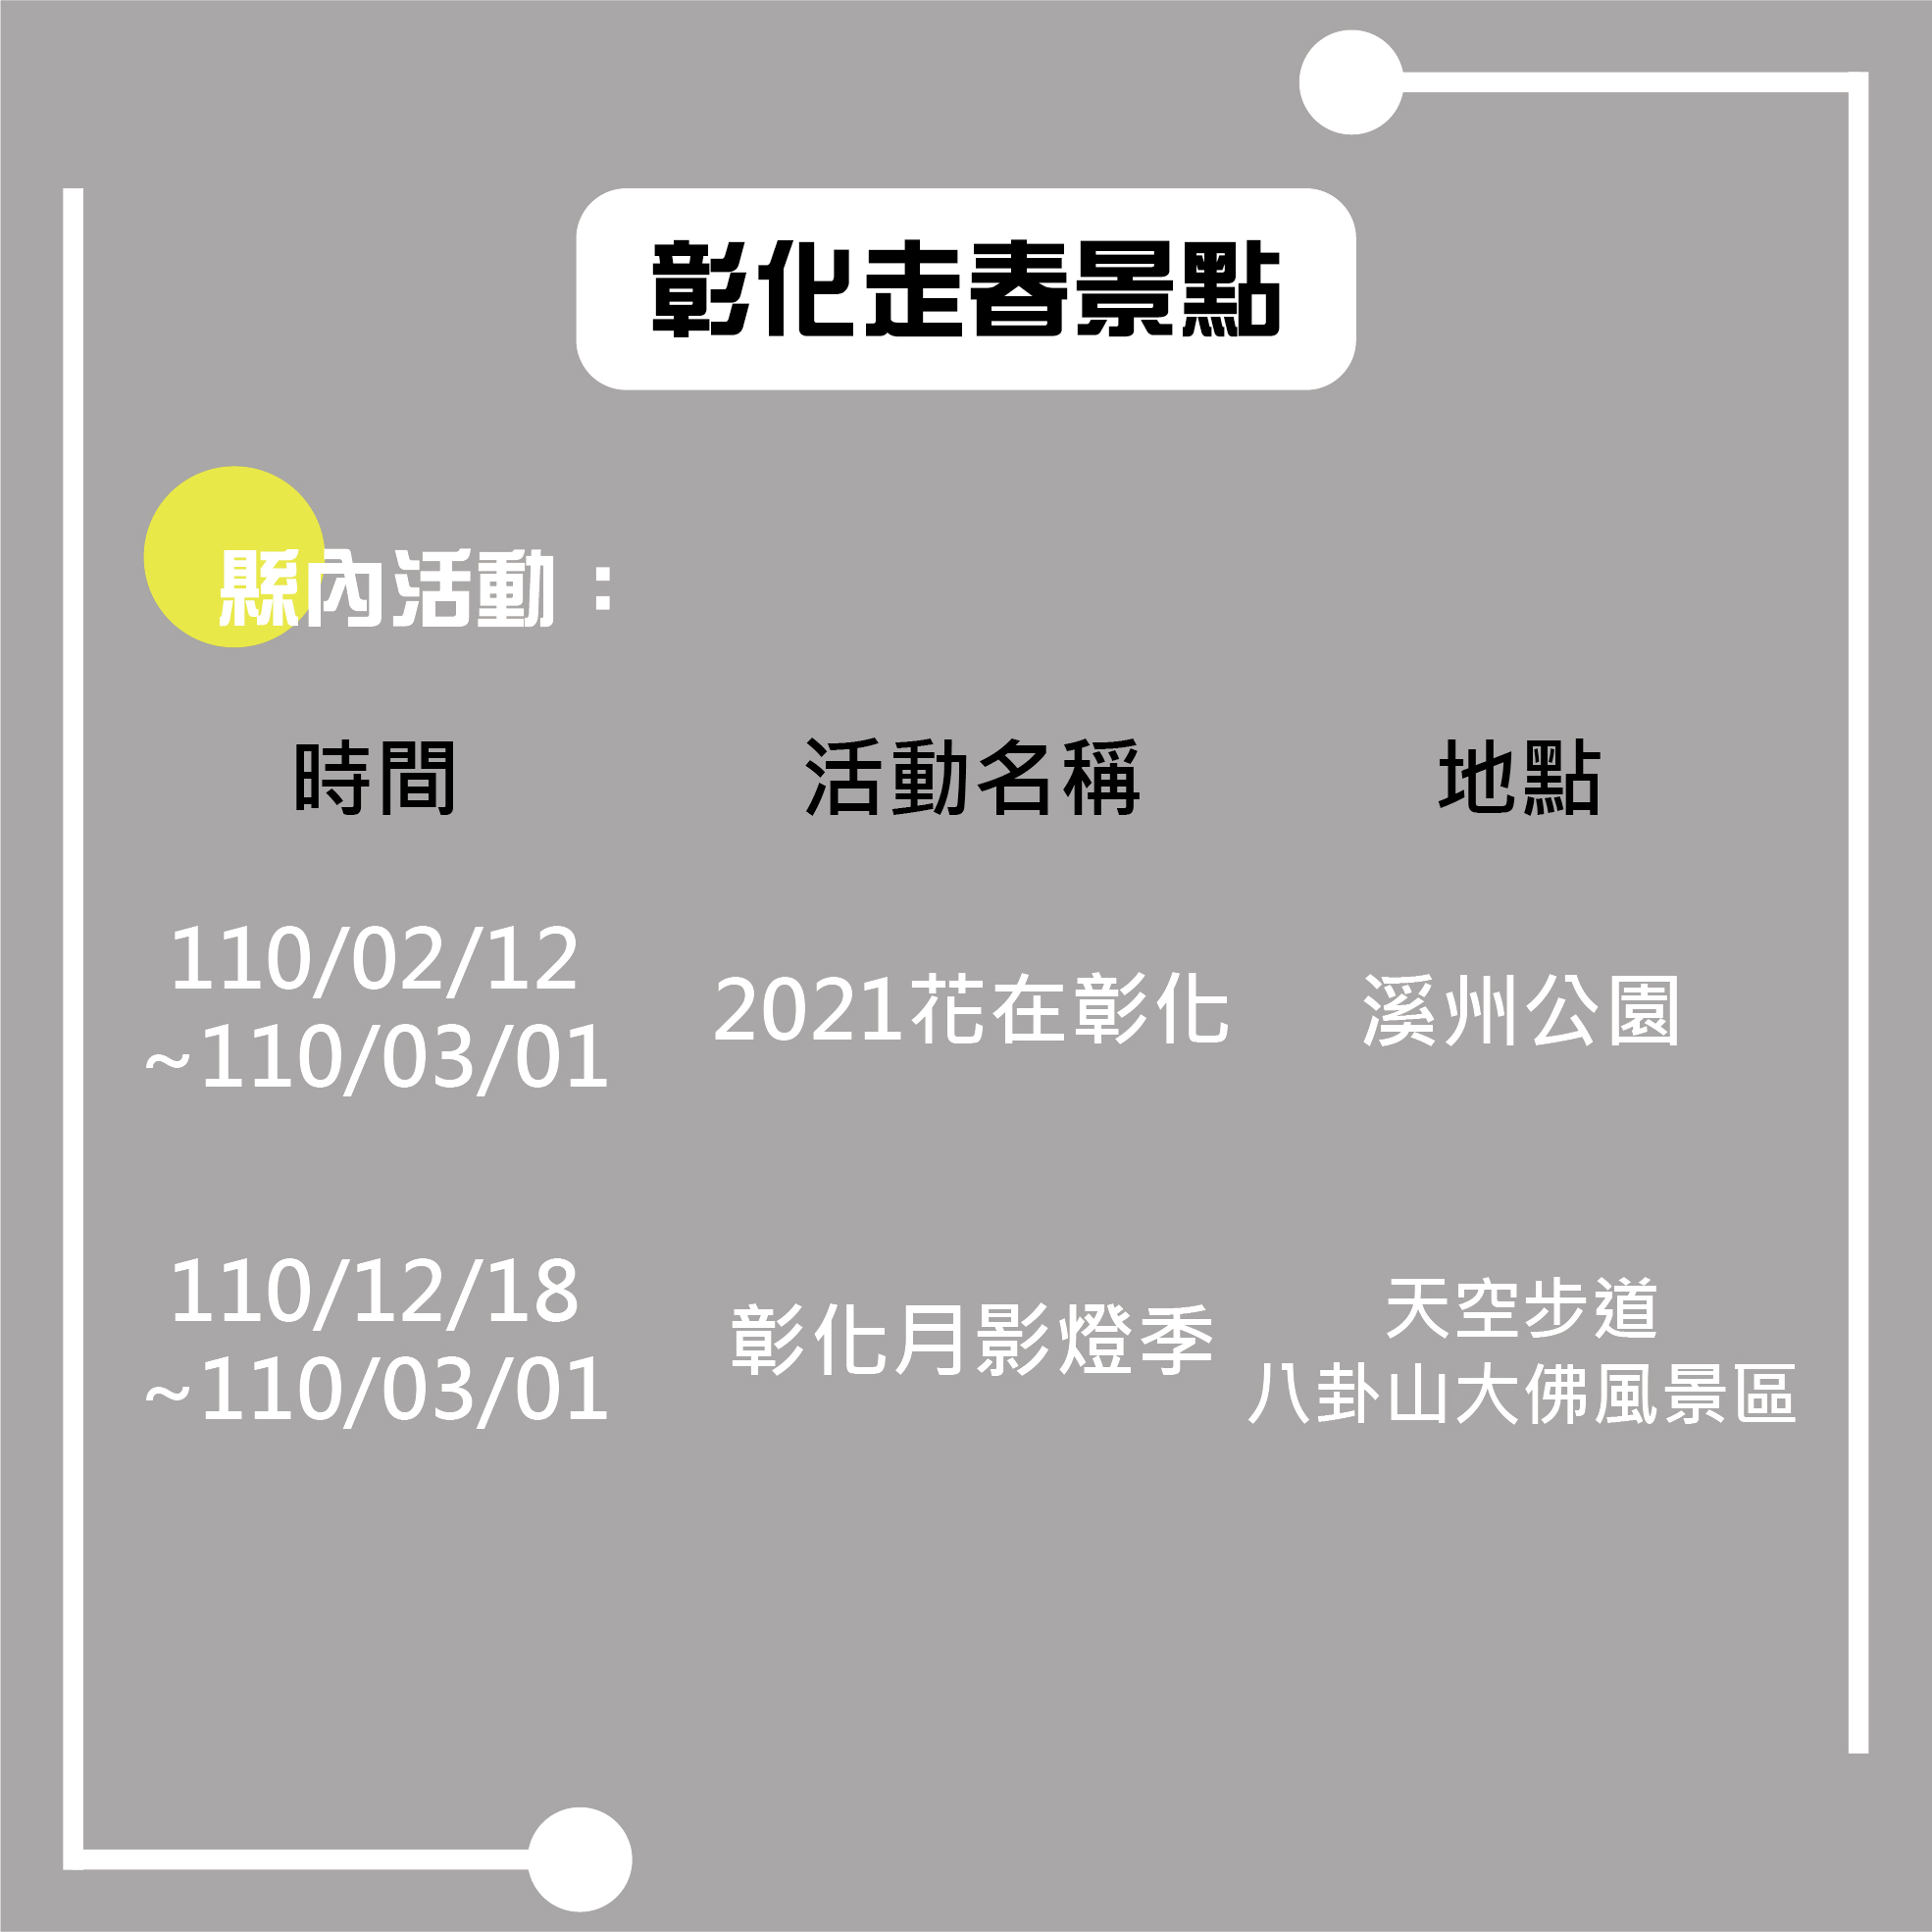 彰化走春景點
縣內活動：
時間 活動名稱 地點
110/02/12
~110/03/01
2021花在彰化
溪州公園
110/12/18
~110/03/01
彰化月影燈季
天空步道
八卦山大佛風景區